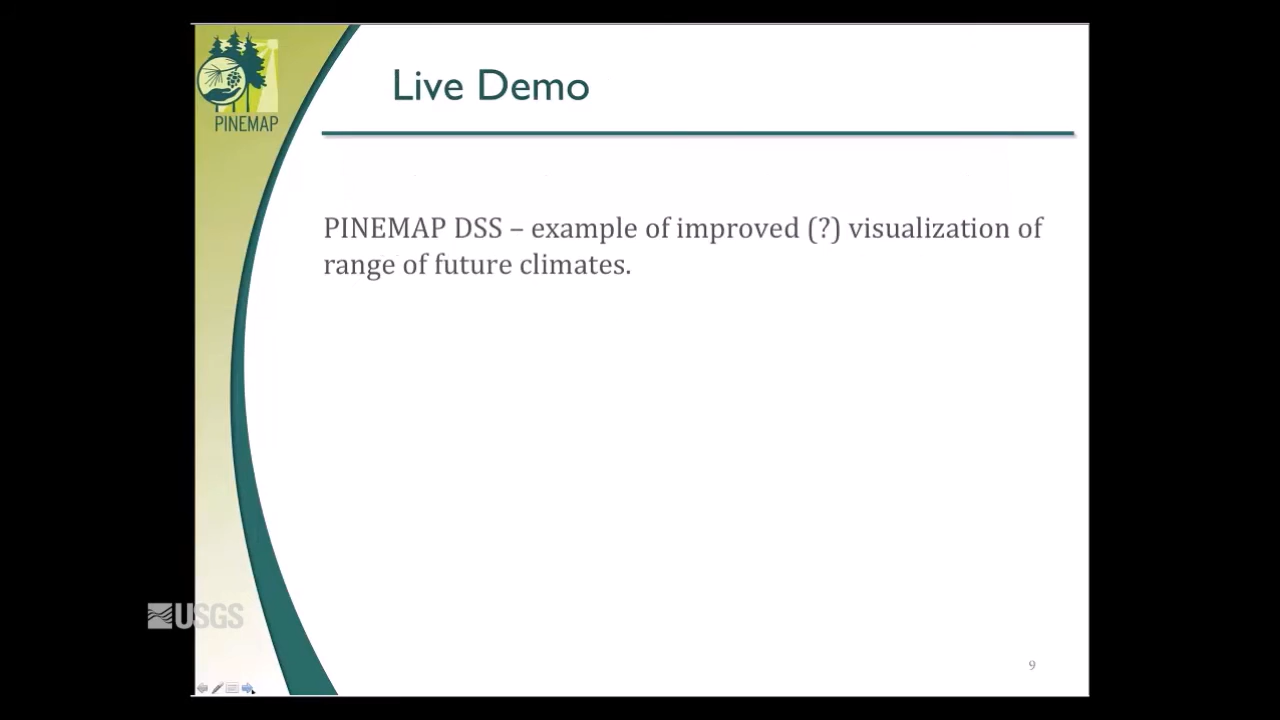 PINEMAP
Live Demo
PINEMAP DSS – example of improved (?) visualization of
range of future climates.
USGS
9